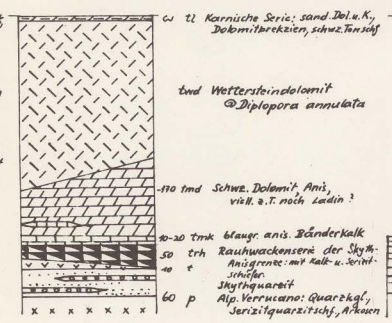 ω tl Karnische Serie: sand. Dol. u. K.,
Dolomitbrekzien, schwz. Tonschf
twd Wettersteindolomit
Diplopora annulata
-170 tmd Schwz. Dolomit, Anis,
viell. z.T. noch Ladin ?
10-20 tmk blaugr. anis. Bänderkalk
50 trh Rauhwackenserie der Skyth-
Anisgrenze: mit Kalk- u. Serizit-
schiefer
10 t
Skythquarzit
60 p Alp. Verrucano: Quarzkgl,
Serizitquarzitschf, Arkosen